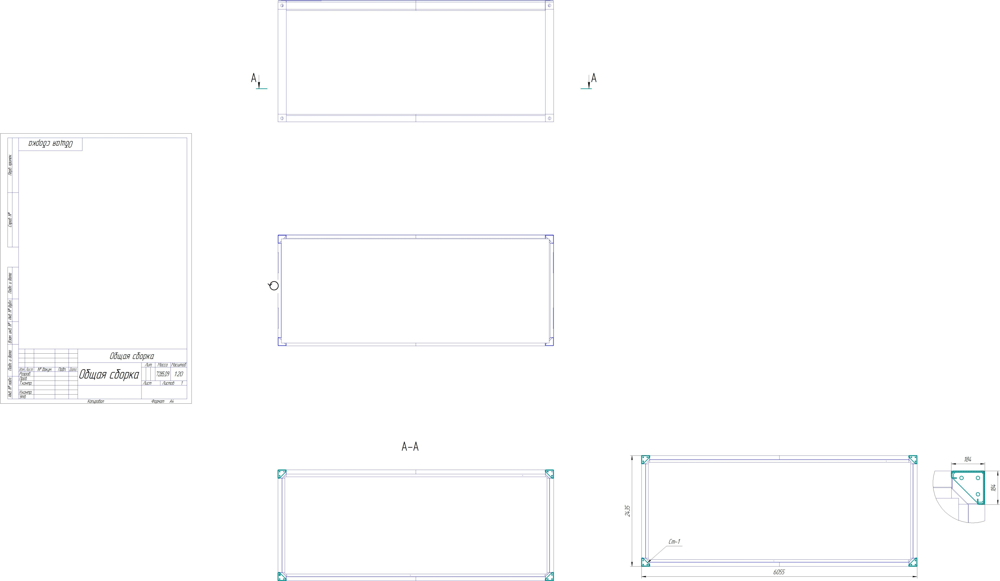 А
А
Общая сборка
Перв. примен.
Справ. №
Подп. и дата
Инв. № дубл.
Взам. инв. №
Подп. и дата
Инв. № подл.
Общая сборка
Изм. Лист № докум. Подп. Дата
Разраб.
Пров.
Т.контр.
Н.контр.
Утв.
Общая сборка
Лит. Масса Масштаб
7285,09 1:20
Лист Листов 1
Копировал Формат А4
А-А
2435
6055
Ст-1
184
184